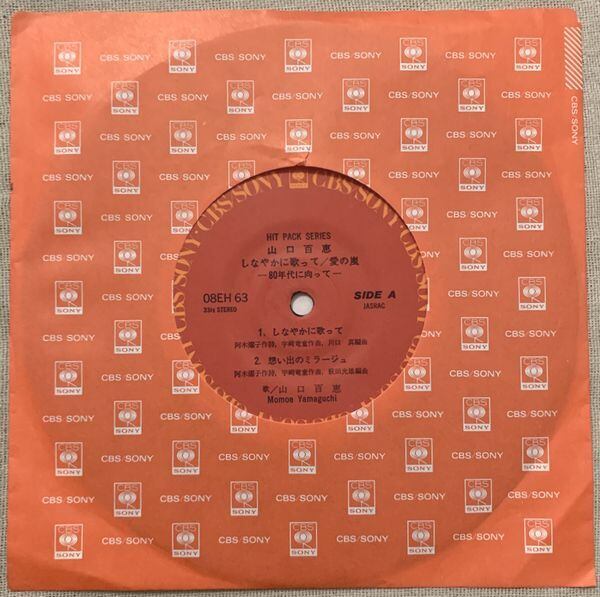 CBS/SONY
HIT PACK SERIES
山口百恵
しなやかに歌って/愛の嵐
—80年代に向って—
08EH 63
33⅓ STEREO
SIDE A
JASRAC
1、しなやかに歌って
阿木燿子作詩、宇崎竜童作曲、川口 真編曲
2、想い出のミラージュ
阿木燿子作詩、宇崎竜童作曲、萩田光雄編曲
歌/山口百恵
Momoe Yamaguchi